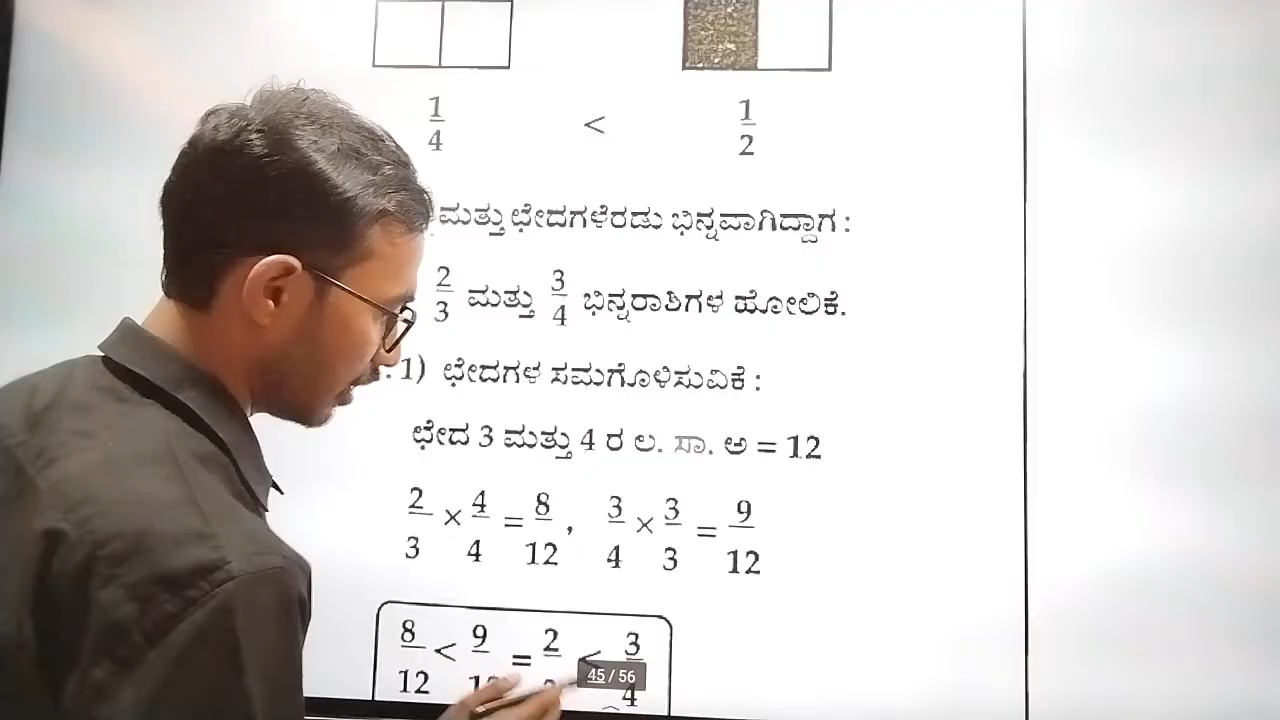 1/4 < 1/2
ಮತ್ತು ಛೇದಗಳೆರಡು ಭಿನ್ನವಾಗಿದ್ದಾಗ :
2/3 ಮತ್ತು 3/4 ಭಿನ್ನರಾಶಿಗಳ ಹೋಲಿಕೆ.
1) ಛೇದಗಳ ಸಮಗೊಳಿಸುವಿಕೆ :
ಛೇದ 3 ಮತ್ತು 4 ರ ಲ. ಸಾ. ಅ = 12
2/3 × 4/4 = 8/12 , 3/4 × 3/3 = 9/12
8/12 < 9 = 2 < 3/4
45 / 56